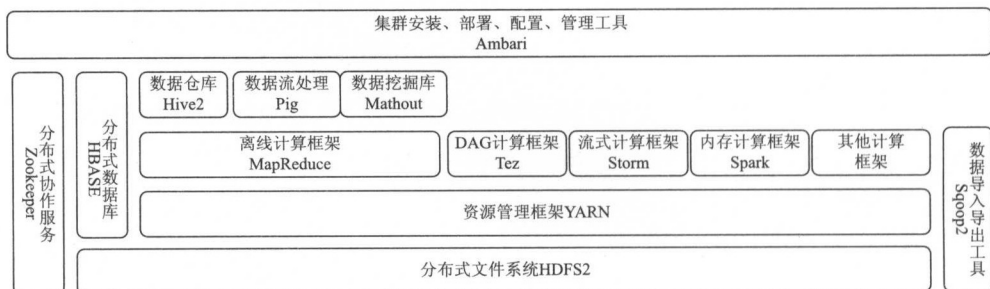 集群安装、部署、配置、管理工具
Ambari
分布式协作服务
Zookeeper
分布式数据库
HBASE
数据仓库
Hive2
数据流处理
Pig
数据挖掘库
Mathout
离线计算框架
MapReduce
DAG计算框架
Tez
流式计算框架
Storm
内存计算框架
Spark
其他计算
框架
数据导入导出工具
Sqoop2
资源管理框架YARN
分布式文件系统HDFS2